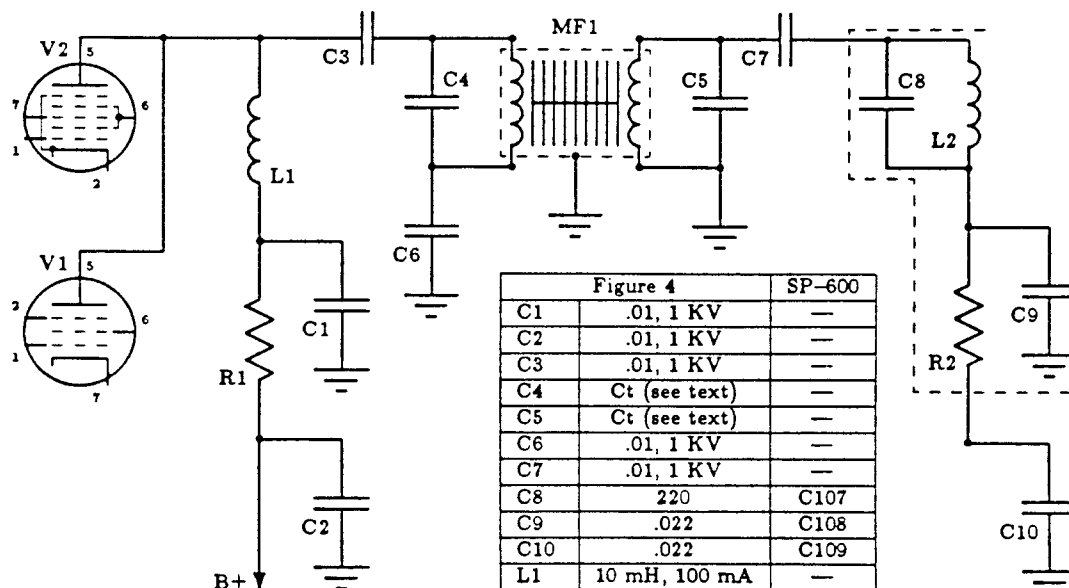 MF1
V2
5
C3
C7
C4
C5
C8
7
6
1
2
L2
L1
C6
V1
5
2
6
1
7
C1
C9
R1
R2
C2
C10
B+
Figure 4 SP–600
C1 .01, 1 KV —
C2 .01, 1 KV —
C3 .01, 1 KV —
C4 Ct (see text) —
C5 Ct (see text) —
C6 .01, 1 KV —
C7 .01, 1 KV —
C8 220 C107
C9 .022 C108
C10 .022 C109
L1 10 mH, 100 mA —